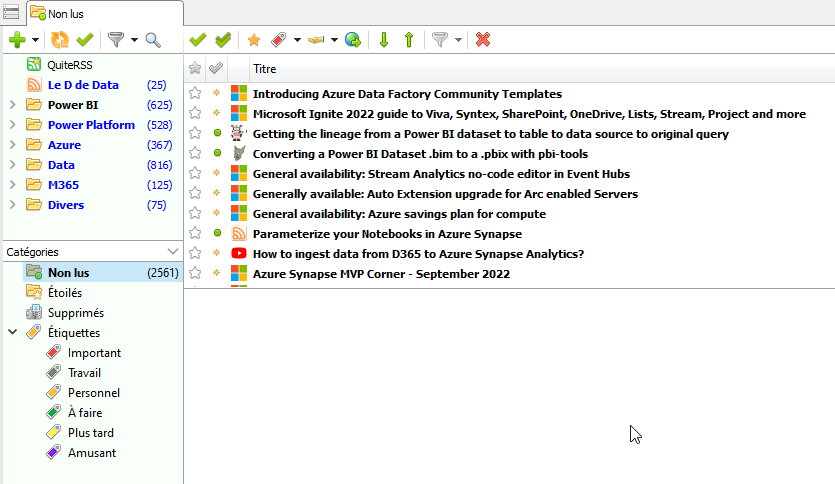 Non lus
Titre
QuiteRSS
Le D de Data (25)
Power BI (625)
Power Platform (528)
Azure (367)
Data (816)
M365 (125)
Divers (75)
Catégories
Non lus (2561)
Étoilés
Supprimés
Étiquettes
Important
Travail
Personnel
À faire
Plus tard
Amusant
Introducing Azure Data Factory Community Templates
Microsoft Ignite 2022 guide to Viva, Syntex, SharePoint, OneDrive, Lists, Stream, Project and more
Getting the lineage from a Power BI dataset to table to data source to original query
Converting a Power BI Dataset .bim to a .pbix with pbi-tools
General availability: Stream Analytics no-code editor in Event Hubs
Generally available: Auto Extension upgrade for Arc enabled Servers
General availability: Azure savings plan for compute
Parameterize your Notebooks in Azure Synapse
How to ingest data from D365 to Azure Synapse Analytics?
Azure Synapse MVP Corner - September 2022